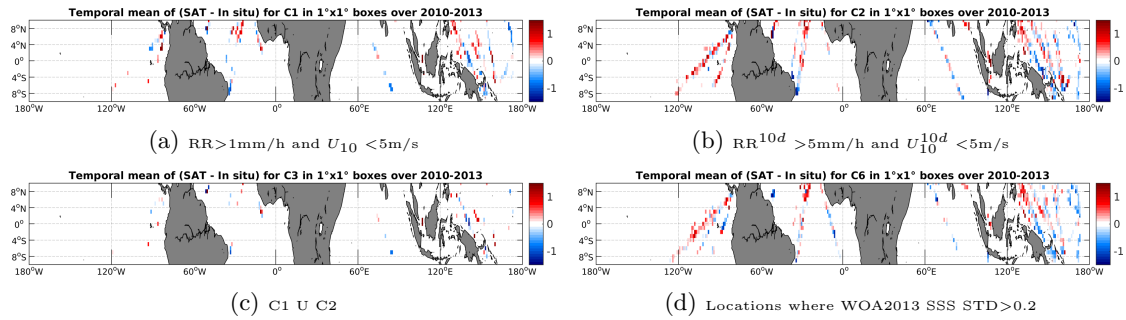 Temporal mean of (SAT - In situ) for C1 in 1°x1° boxes over 2010-2013
8°N
4°N
0°
4°S
8°S
180°W 120°W 60°W 0° 60°E 120°E 180°W
1
0
-1
(a) RR>1mm/h and U10 <5m/s
Temporal mean of (SAT - In situ) for C2 in 1°x1° boxes over 2010-2013
8°N
4°N
0°
4°S
8°S
180°W 120°W 60°W 0° 60°E 120°E 180°W
1
0
-1
(b) RR^10d >5mm/h and U10^10d <5m/s
Temporal mean of (SAT - In situ) for C3 in 1°x1° boxes over 2010-2013
8°N
4°N
0°
4°S
8°S
180°W 120°W 60°W 0° 60°E 120°E 180°W
1
0
-1
(c) C1 U C2
Temporal mean of (SAT - In situ) for C6 in 1°x1° boxes over 2010-2013
8°N
4°N
0°
4°S
8°S
180°W 120°W 60°W 0° 60°E 120°E 180°W
1
0
-1
(d) Locations where WOA2013 SSS STD>0.2